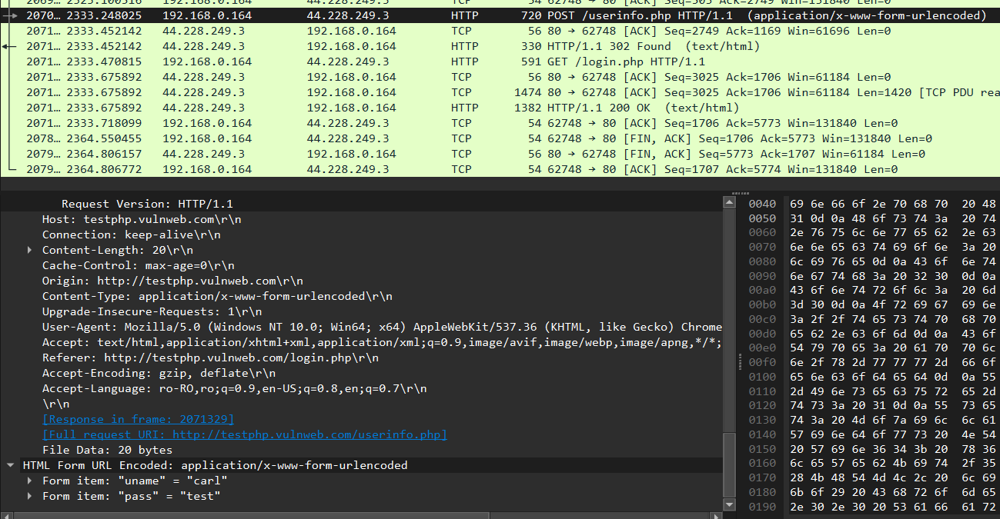 2069… 2323.100516 192.168.0.164 44.228.249.3 TCP 54 62748 → 80 [ACK] Seq=505 Ack=2749 Win=131840 Len=0
2070… 2333.248025 192.168.0.164 44.228.249.3 HTTP 720 POST /userinfo.php HTTP/1.1 (application/x-www-form-urlencoded)
2071… 2333.452142 44.228.249.3 192.168.0.164 TCP 56 80 → 62748 [ACK] Seq=2749 Ack=1169 Win=61696 Len=0
2071… 2333.452142 44.228.249.3 192.168.0.164 HTTP 330 HTTP/1.1 302 Found (text/html)
2071… 2333.470815 192.168.0.164 44.228.249.3 HTTP 591 GET /login.php HTTP/1.1
2071… 2333.675892 44.228.249.3 192.168.0.164 TCP 56 80 → 62748 [ACK] Seq=3025 Ack=1706 Win=61184 Len=0
2071… 2333.675892 44.228.249.3 192.168.0.164 TCP 1474 80 → 62748 [ACK] Seq=3025 Ack=1706 Win=61184 Len=1420 [TCP PDU rea
2071… 2333.675892 44.228.249.3 192.168.0.164 HTTP 1382 HTTP/1.1 200 OK (text/html)
2071… 2333.718099 192.168.0.164 44.228.249.3 TCP 54 62748 → 80 [ACK] Seq=1706 Ack=5773 Win=131840 Len=0
2078… 2364.550455 192.168.0.164 44.228.249.3 TCP 54 62748 → 80 [FIN, ACK] Seq=1706 Ack=5773 Win=131840 Len=0
2079… 2364.806157 44.228.249.3 192.168.0.164 TCP 56 80 → 62748 [FIN, ACK] Seq=5773 Ack=1707 Win=61184 Len=0
2079… 2364.806772 192.168.0.164 44.228.249.3 TCP 54 62748 → 80 [ACK] Seq=1707 Ack=5774 Win=131840 Len=0
Request Version: HTTP/1.1
Host: testphp.vulnweb.com\r\n
Connection: keep-alive\r\n
Content-Length: 20\r\n
Cache-Control: max-age=0\r\n
Origin: http://testphp.vulnweb.com\r\n
Content-Type: application/x-www-form-urlencoded\r\n
Upgrade-Insecure-Requests: 1\r\n
User-Agent: Mozilla/5.0 (Windows NT 10.0; Win64; x64) AppleWebKit/537.36 (KHTML, like Gecko) Chrome
Accept: text/html,application/xhtml+xml,application/xml;q=0.9,image/avif,image/webp,image/apng,*/*;
Referer: http://testphp.vulnweb.com/login.php\r\n
Accept-Encoding: gzip, deflate\r\n
Accept-Language: ro-RO,ro;q=0.9,en-US;q=0.8,en;q=0.7\r\n
\r\n
[Response in frame: 2071329]
[Full request URI: http://testphp.vulnweb.com/userinfo.php]
File Data: 20 bytes
HTML Form URL Encoded: application/x-www-form-urlencoded
Form item: "uname" = "carl"
Form item: "pass" = "test"
0040 69 6e 66 6f 2e 70 68 70 20 48
0050 31 0d 0a 48 6f 73 74 3a 20 74
0060 2e 76 75 6c 6e 77 65 62 2e 63
0070 6e 6e 65 63 74 69 6f 6e 3a 20
0080 6c 69 76 65 0d 0a 43 6f 6e 74
0090 6e 67 74 68 3a 20 32 30 0d 0a
00a0 43 6f 6e 74 72 6f 6c 3a 20 6d
00b0 3d 30 0d 0a 4f 72 69 67 69 6e
00c0 3a 2f 2f 74 65 73 74 70 68 70
00d0 65 62 2e 63 6f 6d 0d 0a 43 6f
00e0 54 79 70 65 3a 20 61 70 70 6c
00f0 6e 2f 78 2d 77 77 77 2d 66 6f
0100 65 6e 63 6f 64 65 64 0d 0a 55
0110 2d 49 6e 73 65 63 75 72 65 2d
0120 74 73 3a 20 31 0d 0a 55 73 65
0130 74 3a 20 4d 6f 7a 69 6c 6c 61
0140 57 69 6e 64 6f 77 73 20 4e 54
0150 20 57 69 6e 36 34 3b 20 78 36
0160 6c 65 57 65 62 4b 69 74 2f 35
0170 28 4b 48 54 4d 4c 2c 20 6c 69
0180 6b 6f 29 20 43 68 72 6f 6d 65
0190 2e 30 2e 30 20 53 61 66 61 72